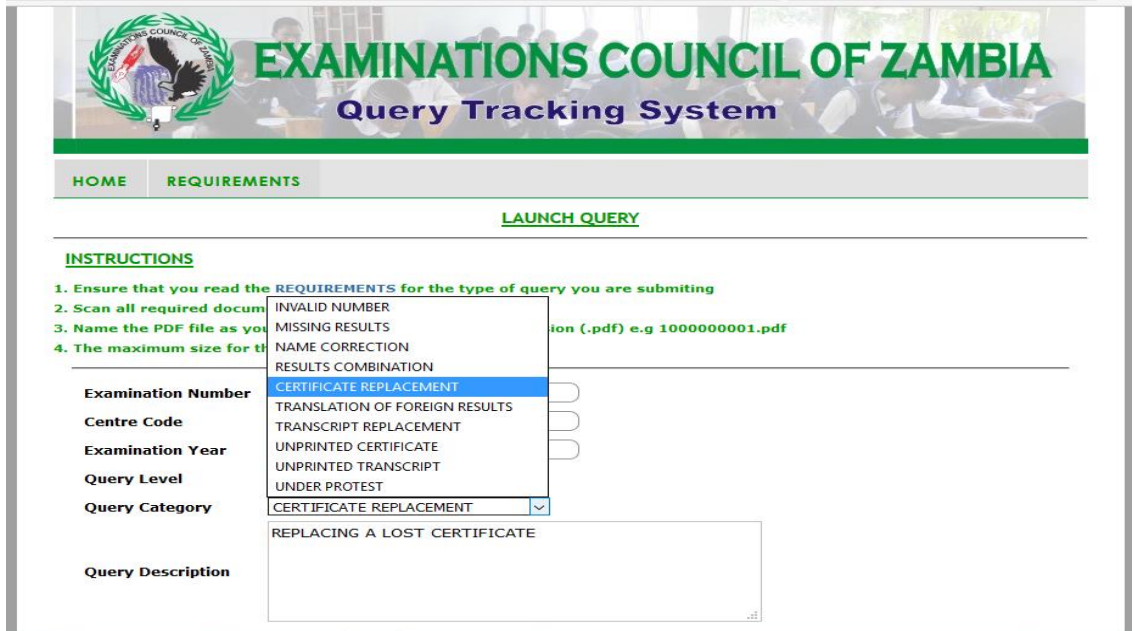 EXAMINATIONS COUNCIL OF ZAMBIA
EXAMINATIONS COUNCIL OF ZAMBIA
Query Tracking System
HOME REQUIREMENTS
LAUNCH QUERY
INSTRUCTIONS
1. Ensure that you read the REQUIREMENTS for the type of query you are submiting
2. Scan all required docum
3. Name the PDF file as you ion (.pdf) e.g 1000000001.pdf
4. The maximum size for th
INVALID NUMBER
MISSING RESULTS
NAME CORRECTION
RESULTS COMBINATION
CERTIFICATE REPLACEMENT
TRANSLATION OF FOREIGN RESULTS
TRANSCRIPT REPLACEMENT
UNPRINTED CERTIFICATE
UNPRINTED TRANSCRIPT
UNDER PROTEST
Examination Number
Centre Code
Examination Year
Query Level
Query Category CERTIFICATE REPLACEMENT
Query Description REPLACING A LOST CERTIFICATE